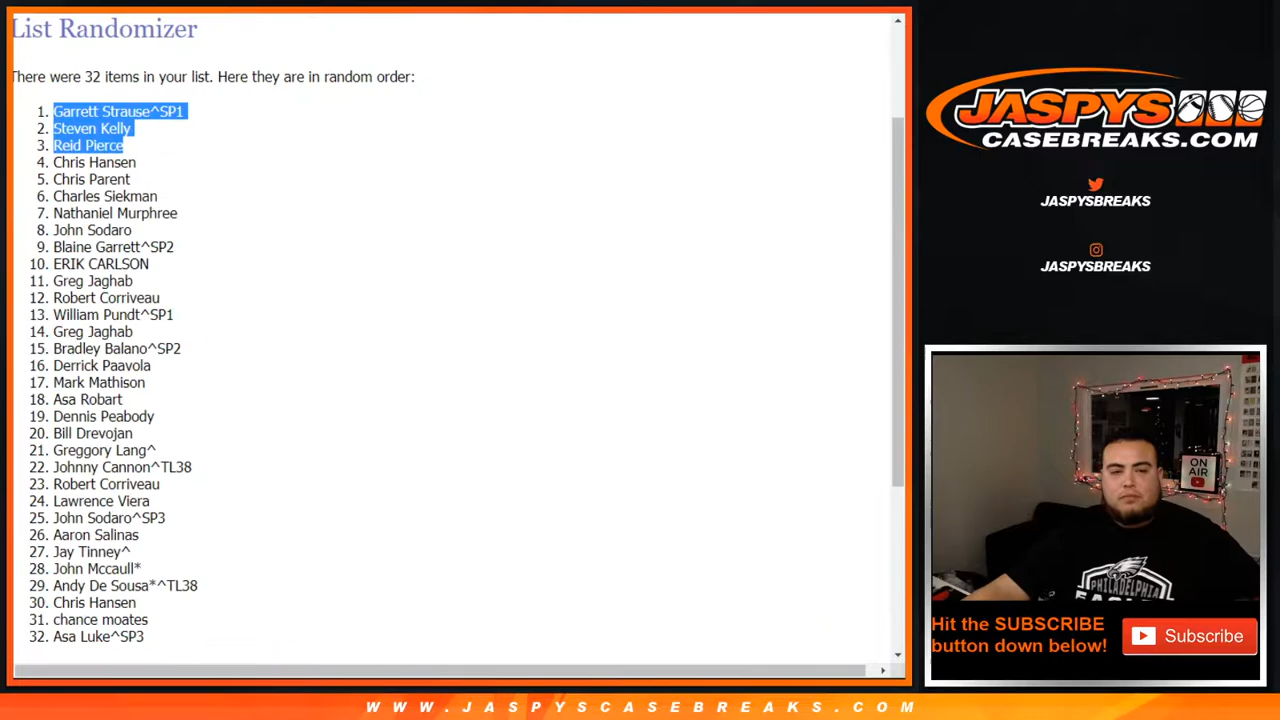 List Randomizer
There were 32 items in your list. Here they are in random order:
1. Garrett Strause^SP1
2. Steven Kelly
3. Reid Pierce
4. Chris Hansen
5. Chris Parent
6. Charles Siekman
7. Nathaniel Murphree
8. John Sodaro
9. Blaine Garrett^SP2
10. ERIK CARLSON
11. Greg Jaghab
12. Robert Corriveau
13. William Pundt^SP1
14. Greg Jaghab
15. Bradley Balano^SP2
16. Derrick Paavola
17. Mark Mathison
18. Asa Robart
19. Dennis Peabody
20. Bill Drevojan
21. Greggory Lang^
22. Johnny Cannon^TL38
23. Robert Corriveau
24. Lawrence Viera
25. John Sodaro^SP3
26. Aaron Salinas
27. Jay Tinney^
28. John Mccaull*
29. Andy De Sousa*^TL38
30. Chris Hansen
31. chance moates
32. Asa Luke^SP3
JASPYS
CASEBREAKS.COM
JASPYSBREAKS
JASPYSBREAKS
ON
AIR
PHILADELPHIA
EAGLES
Hit the SUBSCRIBE
button down below!
Subscribe
WWW.JASPYSCASEBREAKS.COM